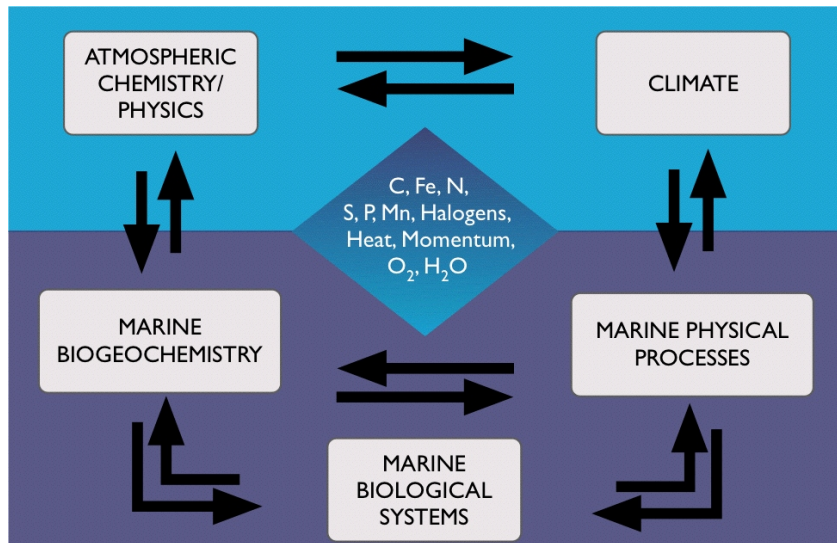 ATMOSPHERIC
CHEMISTRY/
PHYSICS
CLIMATE
C, Fe, N,
S, P, Mn, Halogens,
Heat, Momentum,
O₂, H₂O
MARINE
BIOGEOCHEMISTRY
MARINE PHYSICAL
PROCESSES
MARINE
BIOLOGICAL
SYSTEMS